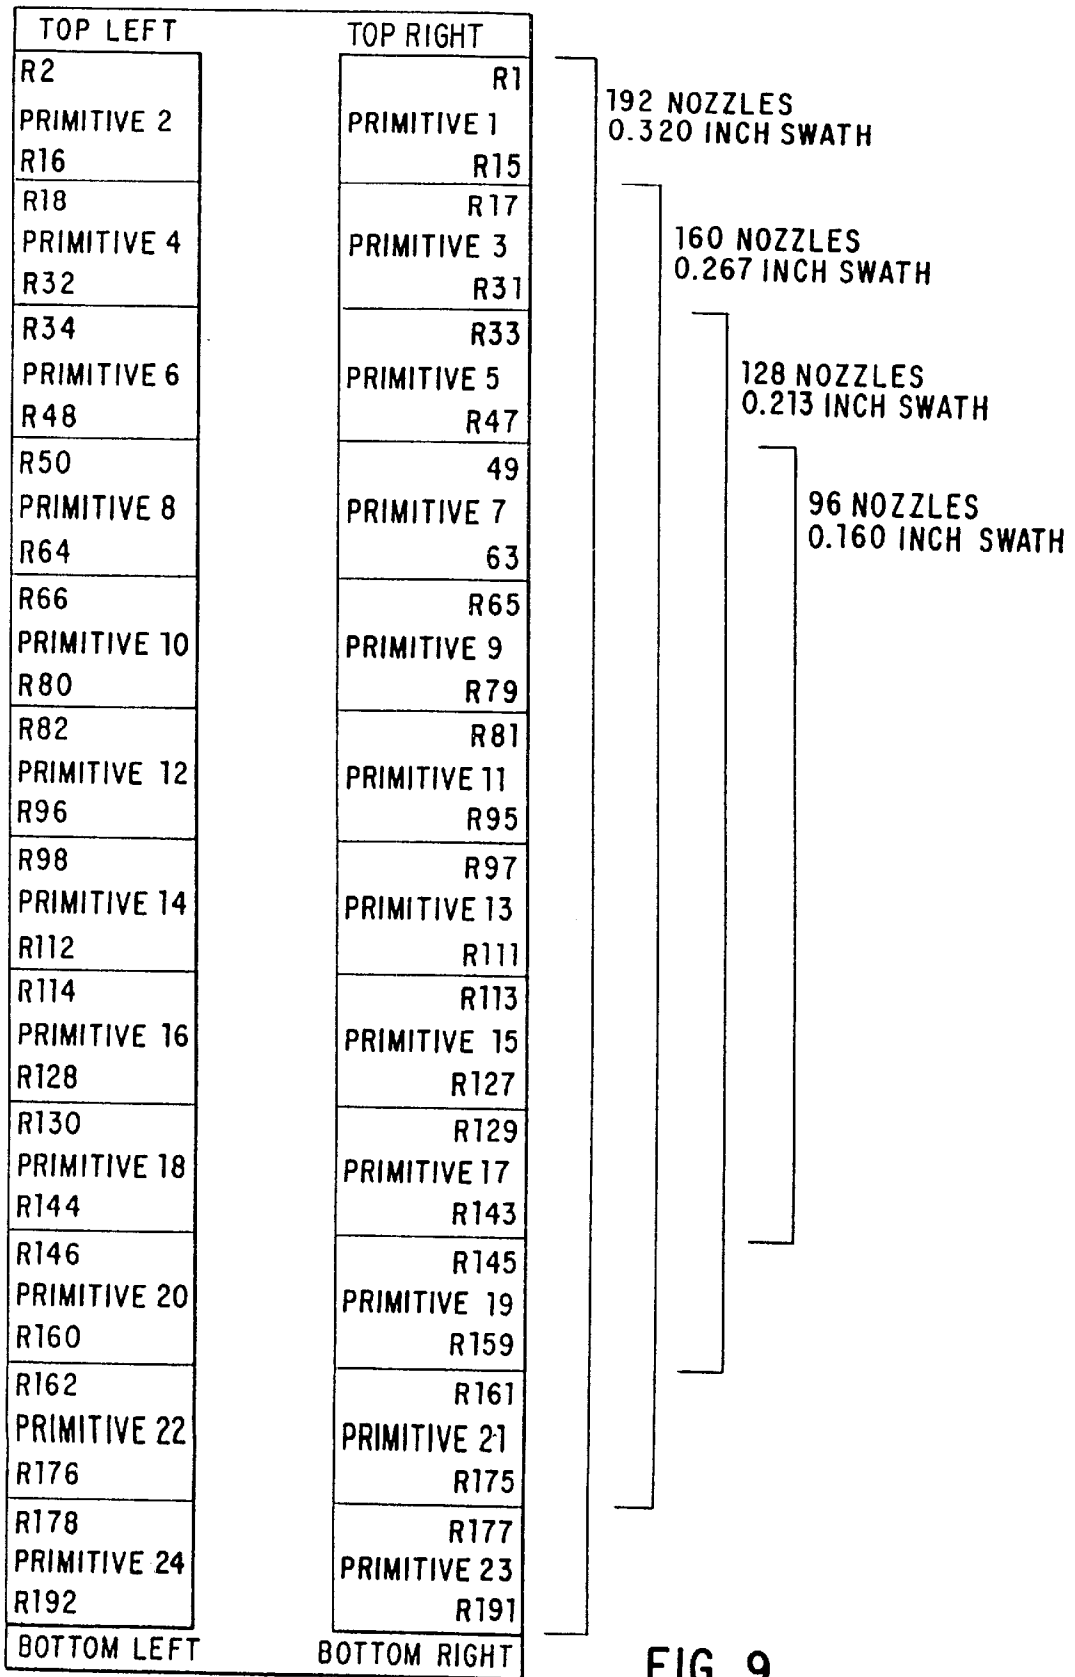 TOP LEFT
TOP RIGHT
R2
PRIMITIVE 2
R16
R1
PRIMITIVE 1
R15
R18
PRIMITIVE 4
R32
R17
PRIMITIVE 3
R31
R34
PRIMITIVE 6
R48
R33
PRIMITIVE 5
R47
R50
PRIMITIVE 8
R64
49
PRIMITIVE 7
63
R66
PRIMITIVE 10
R80
R65
PRIMITIVE 9
R79
R82
PRIMITIVE 12
R96
R81
PRIMITIVE 11
R95
R98
PRIMITIVE 14
R112
R97
PRIMITIVE 13
R111
R114
PRIMITIVE 16
R128
R113
PRIMITIVE 15
R127
R130
PRIMITIVE 18
R144
R129
PRIMITIVE 17
R143
R146
PRIMITIVE 20
R160
R145
PRIMITIVE 19
R159
R162
PRIMITIVE 22
R176
R161
PRIMITIVE 21
R175
R178
PRIMITIVE 24
R192
R177
PRIMITIVE 23
R191
BOTTOM LEFT
BOTTOM RIGHT
192 NOZZLES
0.320 INCH SWATH
160 NOZZLES
0.267 INCH SWATH
128 NOZZLES
0.213 INCH SWATH
96 NOZZLES
0.160 INCH SWATH
FIG. 9